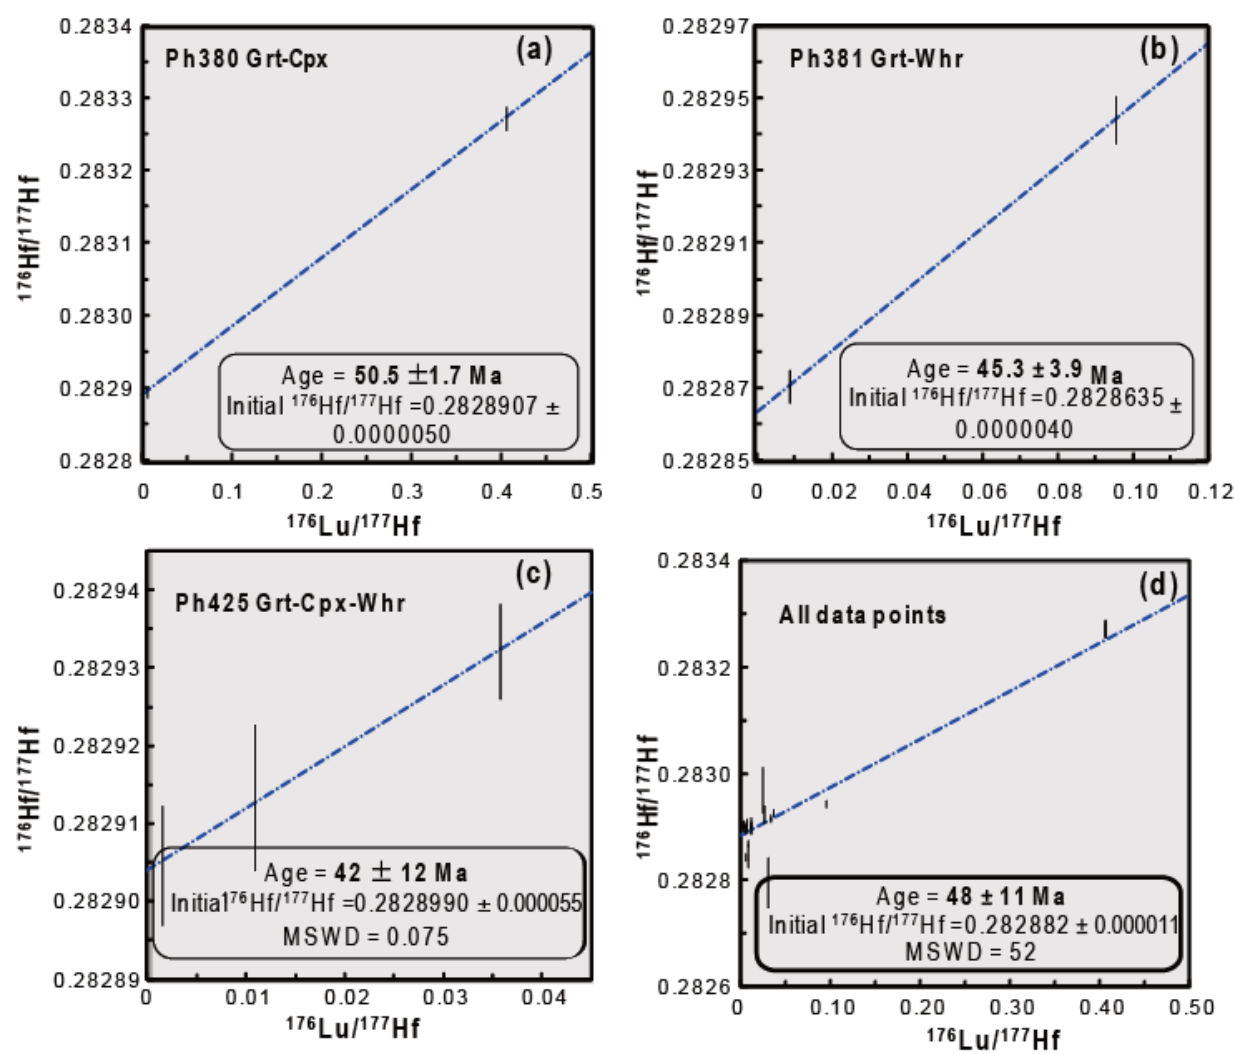 (a)
Ph380 Grt-Cpx
0.2834
0.2833
0.2832
0.2831
0.2830
0.2829
0.2828
176Hf/177Hf
Age = 50.5 ±1.7 Ma
Initial 176Hf/177Hf =0.2828907 ±
0.0000050
0 0.1 0.2 0.3 0.4 0.5
176Lu/177Hf
(b)
Ph381 Grt-Whr
0.28297
0.28295
0.28293
0.28291
0.28289
0.28287
0.28285
176Hf/177Hf
Age = 45.3 ±3.9 Ma
Initial 176Hf/177Hf =0.2828635 ±
0.0000040
0 0.02 0.04 0.06 0.08 0.10 0.12
176Lu/177Hf
(c)
Ph425 Grt-Cpx-Whr
0.28294
0.28293
0.28292
0.28291
0.28290
0.28289
176Hf/177Hf
Age = 42 ± 12 Ma
Initial176Hf/177Hf =0.2828990 ± 0.000055
MSWD = 0.075
0 0.01 0.02 0.03 0.04
176Lu/177Hf
(d)
All data points
0.2834
0.2832
0.2830
0.2828
0.2826
176Hf/177Hf
Age = 48 ±11 Ma
Initial 176Hf/177Hf =0.282882 ± 0.000011
MSWD = 52
0 0.10 0.20 0.30 0.40 0.50
176Lu/177Hf